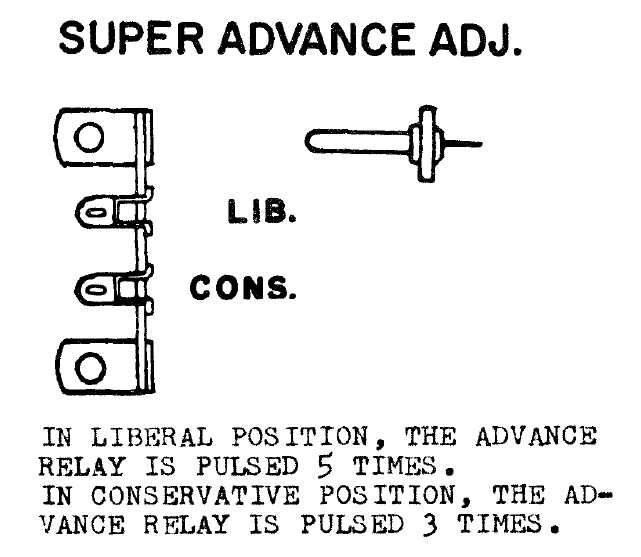 SUPER ADVANCE ADJ.
LIB.
CONS.
IN LIBERAL POSITION, THE ADVANCE
RELAY IS PULSED 5 TIMES.
IN CONSERVATIVE POSITION, THE AD-
VANCE RELAY IS PULSED 3 TIMES.